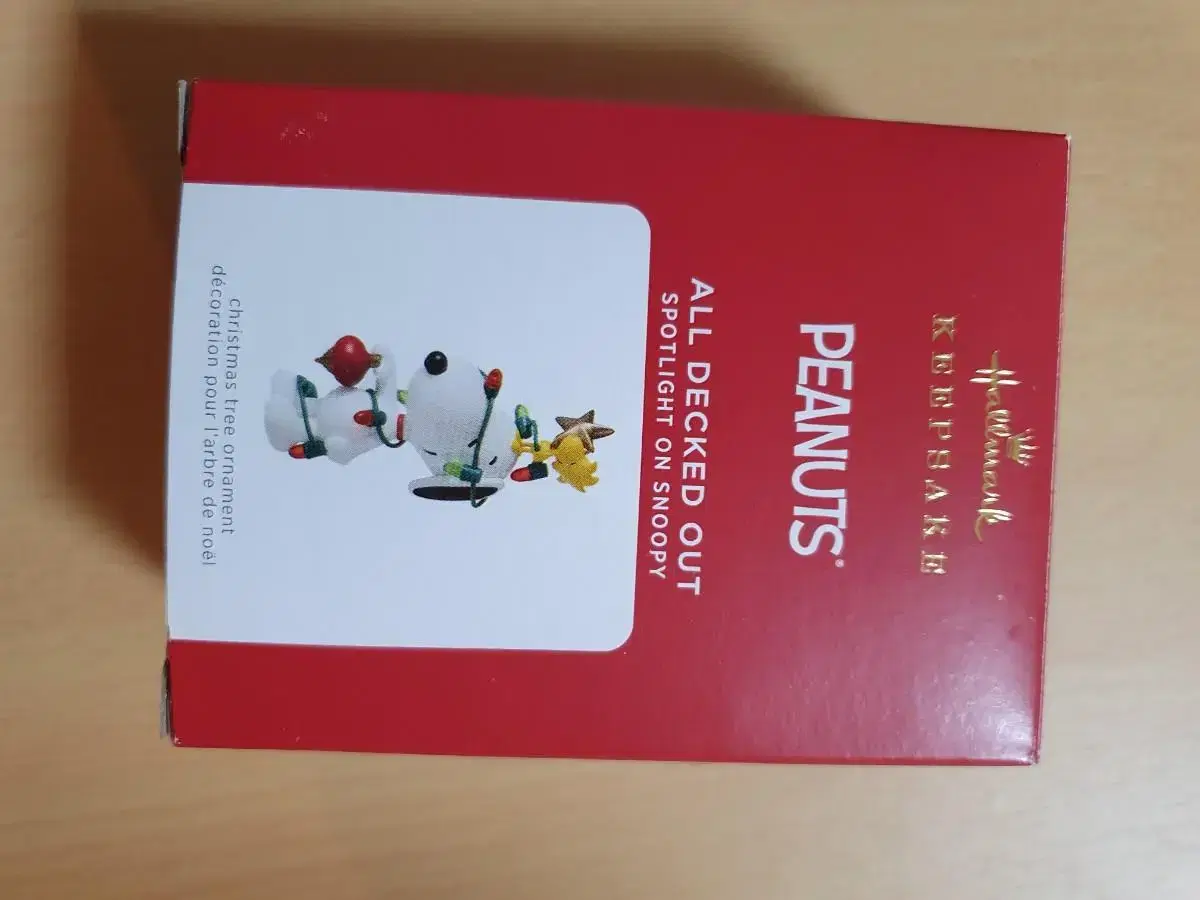 Hallmark
KEEPSAKE
PEANUTS®
ALL DECKED OUT
SPOTLIGHT ON SNOOPY
christmas tree ornament
décoration pour l'arbre de noël